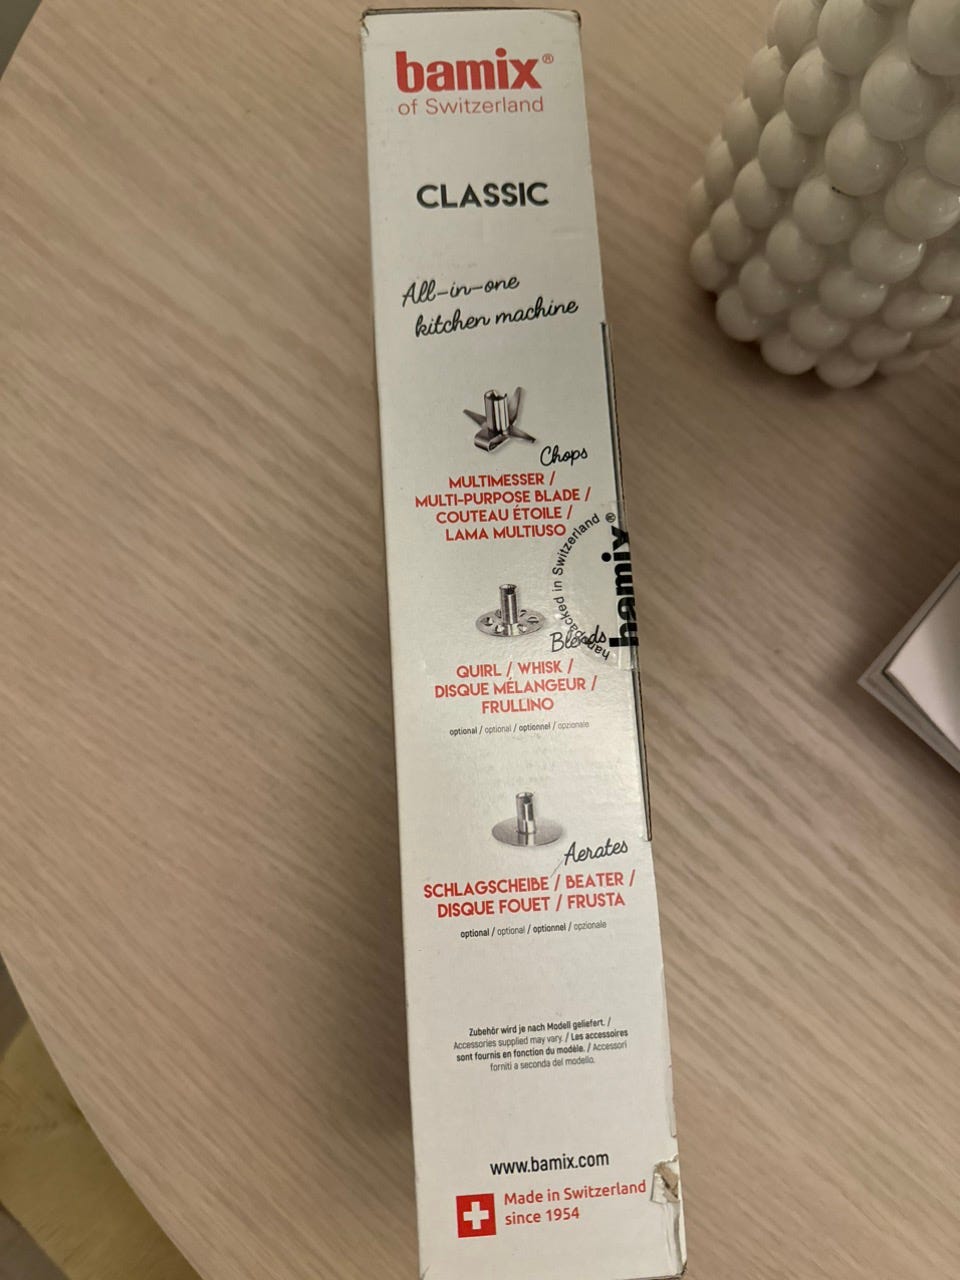 bamix®
of Switzerland
CLASSIC
All-in-one
kitchen machine
Chops
MULTIMESSER /
MULTI-PURPOSE BLADE /
COUTEAU ÉTOILE /
LAMA MULTIUSO
packed in Switzerland
bamix®
Blends
QUIRL / WHISK /
DISQUE MÉLANGEUR /
FRULLINO
optional / optional / optionnel / opzionale
Aerates
SCHLAGSCHEIBE / BEATER /
DISQUE FOUET / FRUSTA
optional / optional / optionnel / opzionale
Zubehör wird je nach Modell geliefert. /
Accessories supplied may vary. / Les accessoires
sont fournis en fonction du modèle. / Accessori
forniti a seconda del modello.
www.bamix.com
Made in Switzerland
since 1954